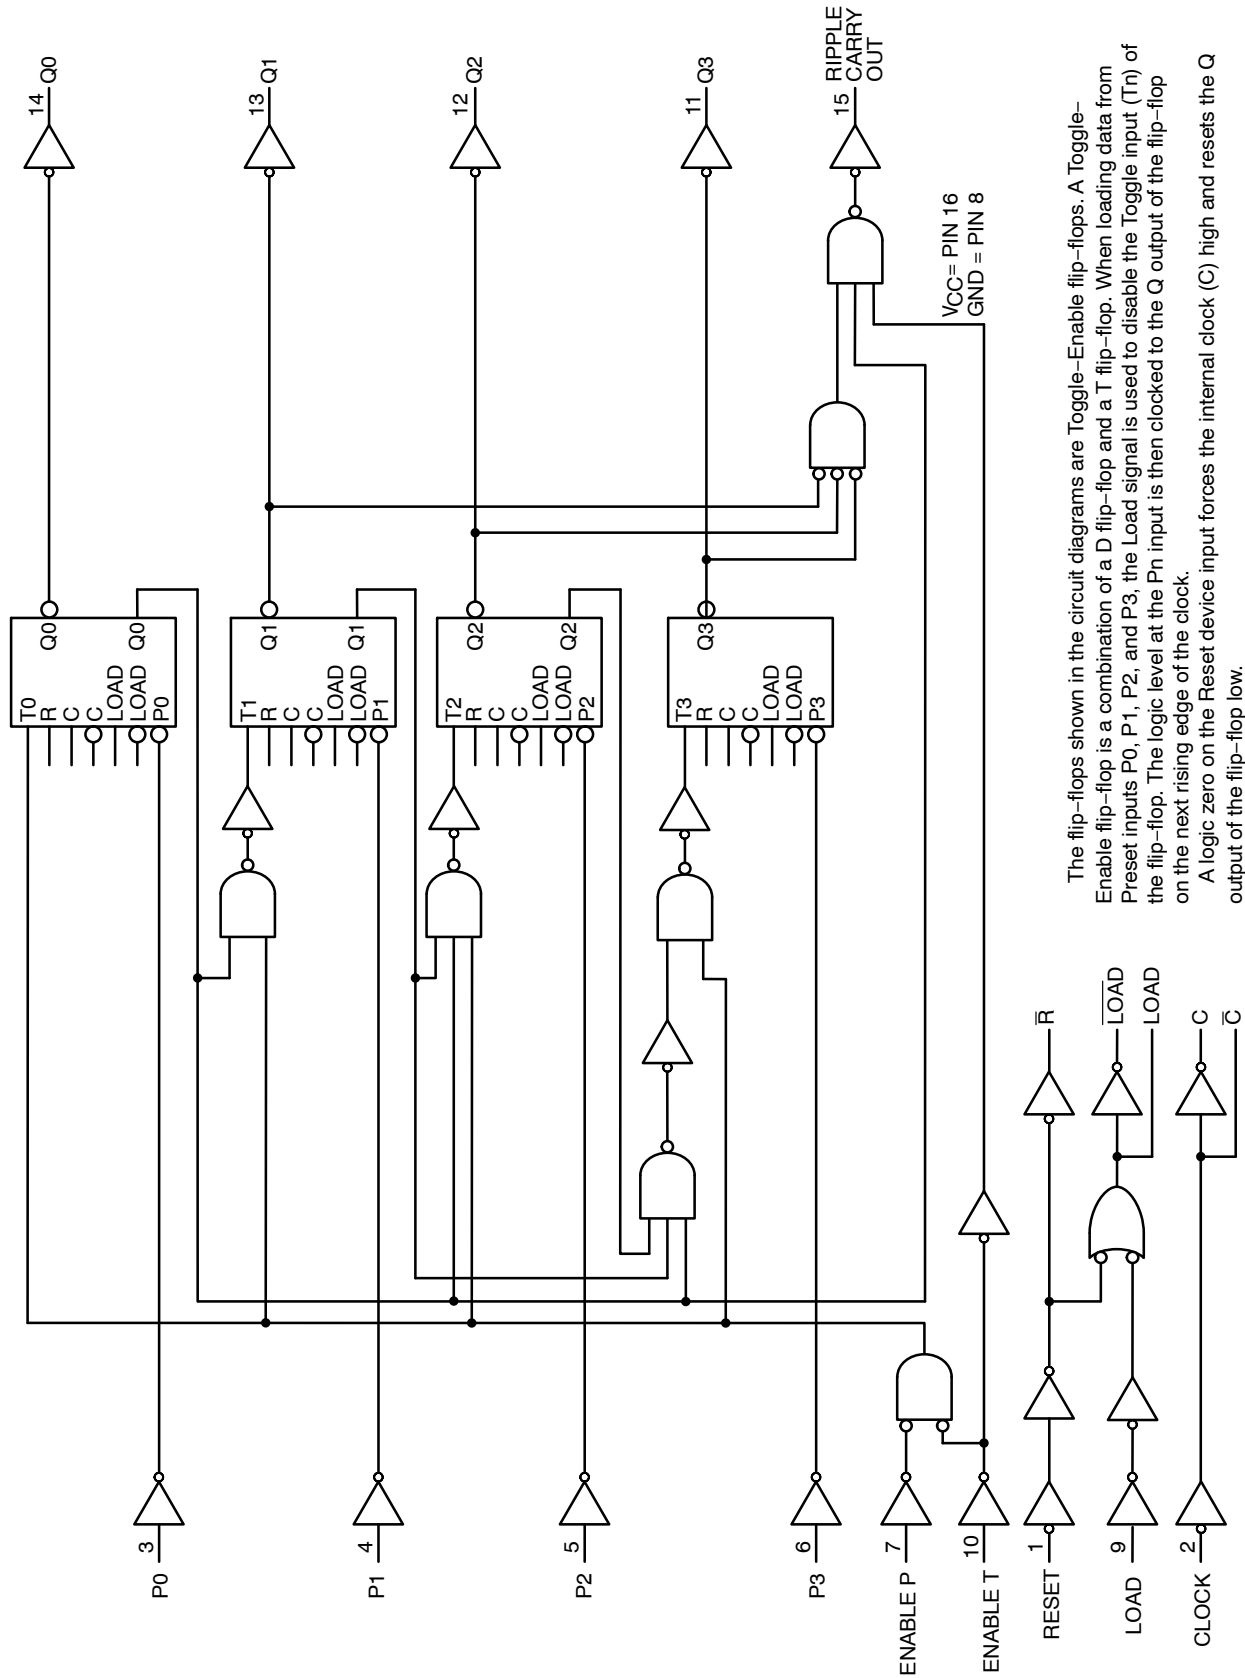 P0
3
P1
4
P2
5
P3
6
ENABLE P
7
ENABLE T
10
RESET
1
LOAD
9
CLOCK
2
T0
R
C
C
LOAD
LOAD
P0
Q0
Q0
T1
R
C
C
LOAD
LOAD
P1
Q1
Q1
T2
R
C
C
LOAD
LOAD
P2
Q2
Q2
T3
R
C
C
LOAD
LOAD
P3
Q3
14
Q0
13
Q1
12
Q2
11
Q3
15
RIPPLE
CARRY
OUT
VCC= PIN 16
GND = PIN 8
R̅
L̅O̅A̅D̅
LOAD
C
C̅
The flip−flops shown in the circuit diagrams are Toggle−Enable flip−flops. A Toggle−
Enable flip−flop is a combination of a D flip−flop and a T flip−flop. When loading data from
Preset inputs P0, P1, P2, and P3, the Load signal is used to disable the Toggle input (Tn) of
the flip−flop. The logic level at the Pn input is then clocked to the Q output of the flip−flop
on the next rising edge of the clock.
A logic zero on the Reset device input forces the internal clock (C) high and resets the Q
output of the flip−flop low.